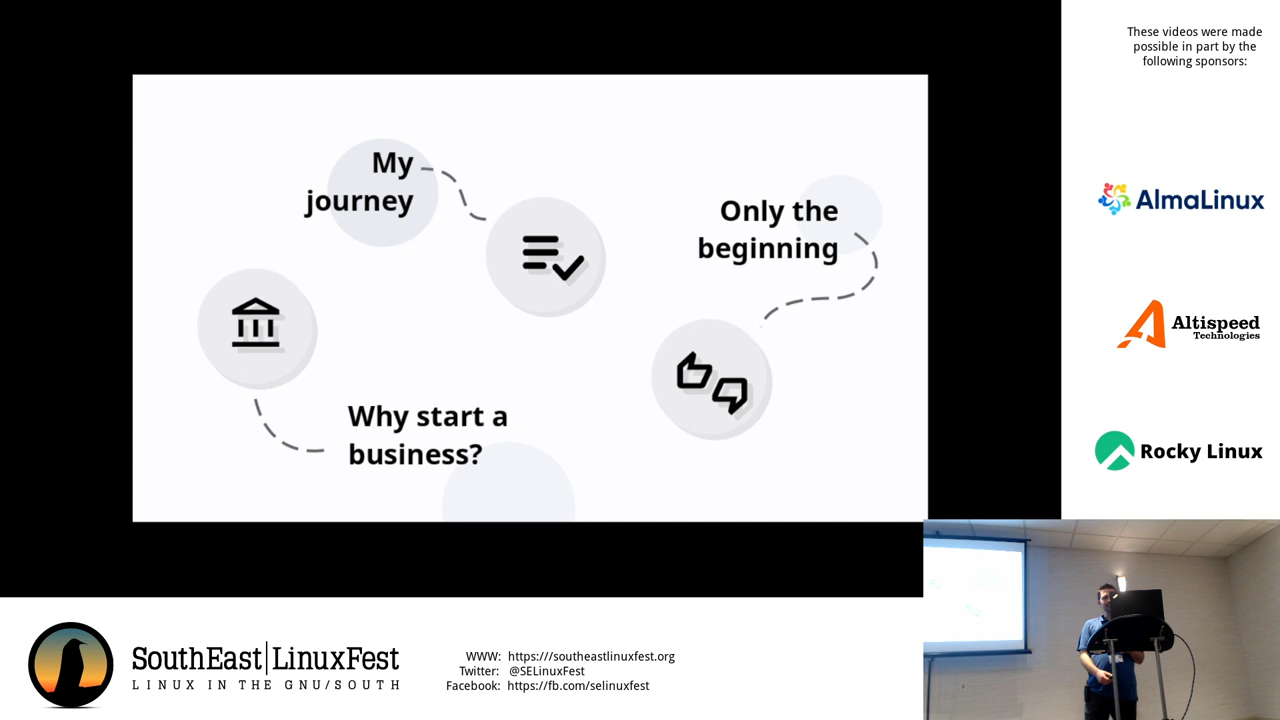 My
journey
Only the
beginning
Why start a
business?
These videos were made
possible in part by the
following sponsors:
AlmaLinux
Altispeed
Technologies
Rocky Linux
SouthEast|LinuxFest
LINUX IN THE GNU/SOUTH
WWW: https:///southeastlinuxfest.org
Twitter: @SELinuxFest
Facebook: https://fb.com/selinuxfest